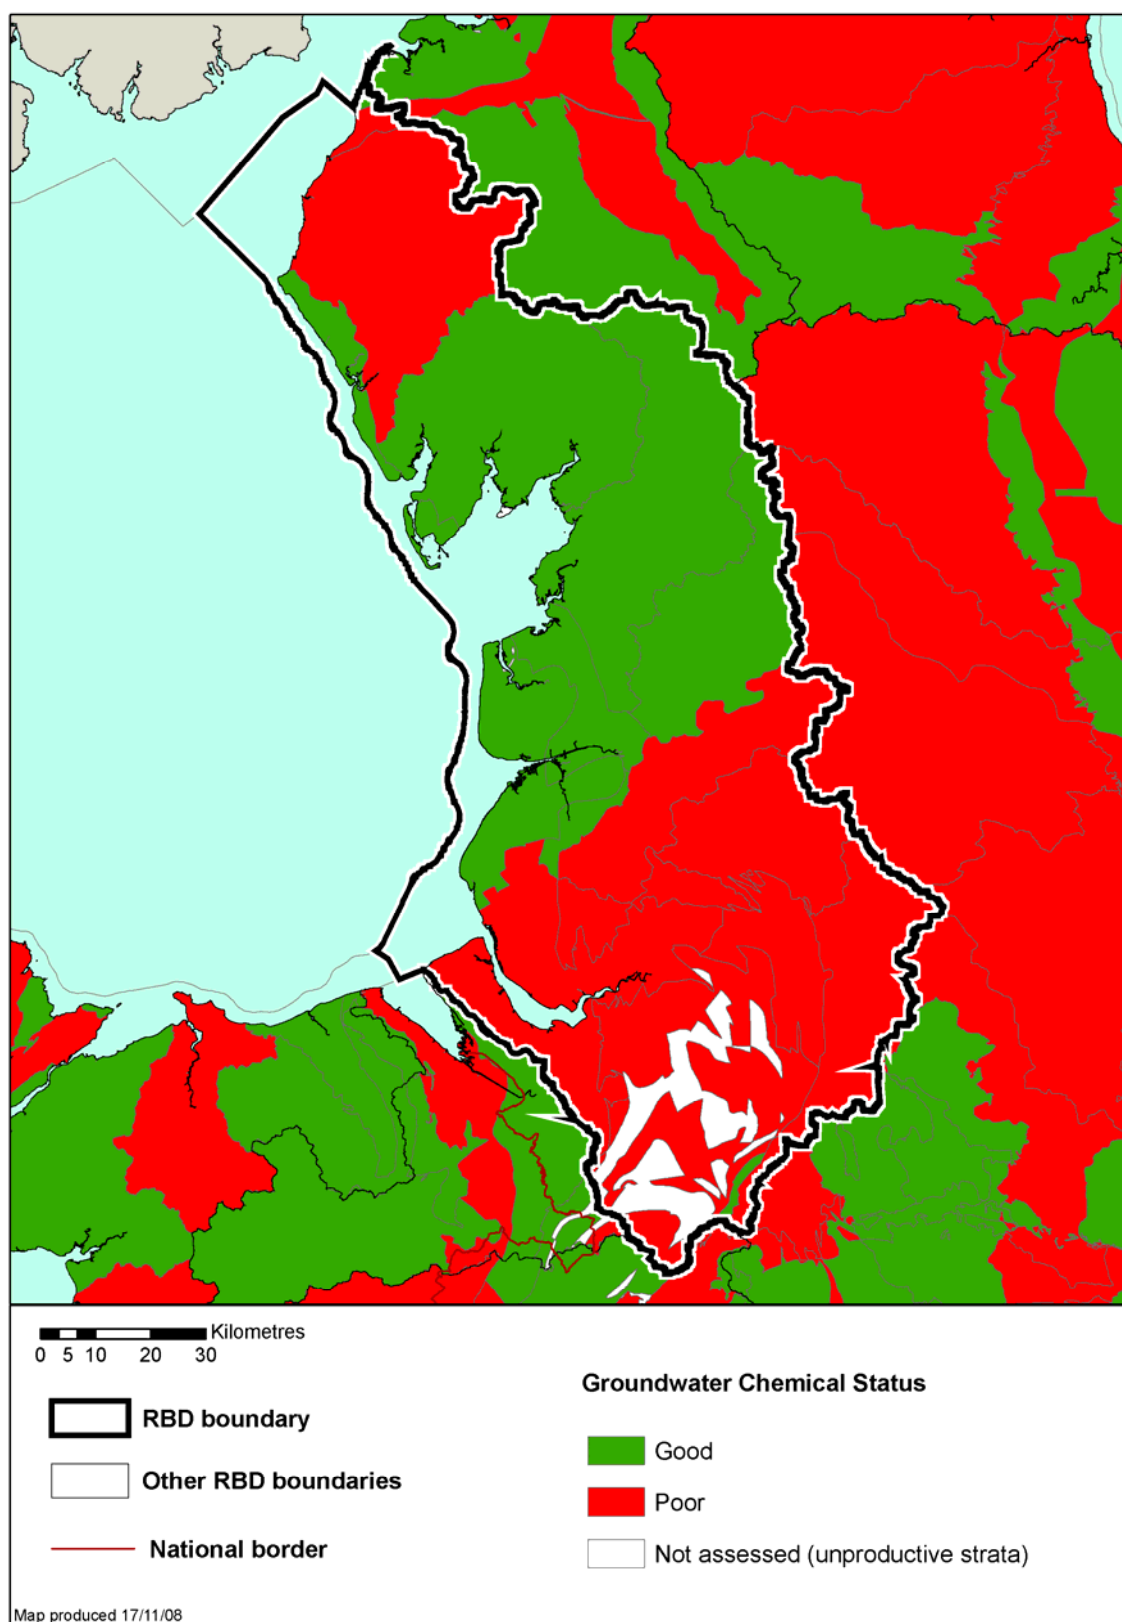 Kilometres
0 5 10 20 30
RBD boundary
Other RBD boundaries
National border
Groundwater Chemical Status
Good
Poor
Not assessed (unproductive strata)
Map produced 17/11/08